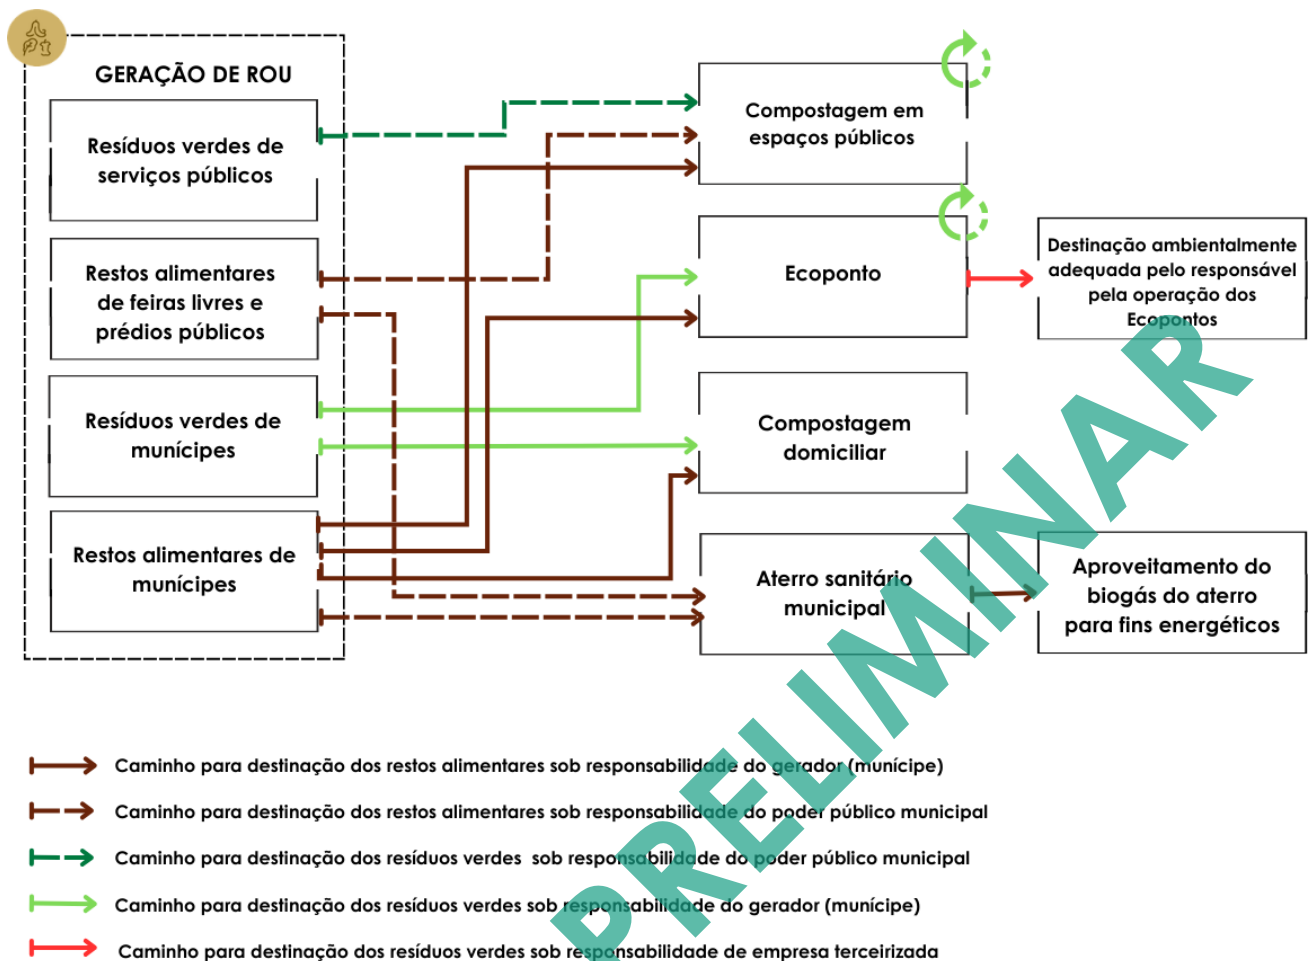 GERAÇÃO DE ROU
Resíduos verdes de
serviços públicos
Restos alimentares
de feiras livres e
prédios públicos
Resíduos verdes de
munícipes
Restos alimentares de
munícipes
Compostagem em
espaços públicos
Ecoponto
Compostagem
domiciliar
Aterro sanitário
municipal
Destinação ambientalmente
adequada pelo responsável
pela operação dos
Ecopontos
Aproveitamento do
biogás do aterro
para fins energéticos
Caminho para destinação dos restos alimentares sob responsabilidade do gerador (munícipe)
Caminho para destinação dos restos alimentares sob responsabilidade do poder público municipal
Caminho para destinação dos resíduos verdes sob responsabilidade do poder público municipal
Caminho para destinação dos resíduos verdes sob responsabilidade do gerador (munícipe)
Caminho para destinação dos resíduos verdes sob responsabilidade de empresa terceirizada
PRELIMINAR